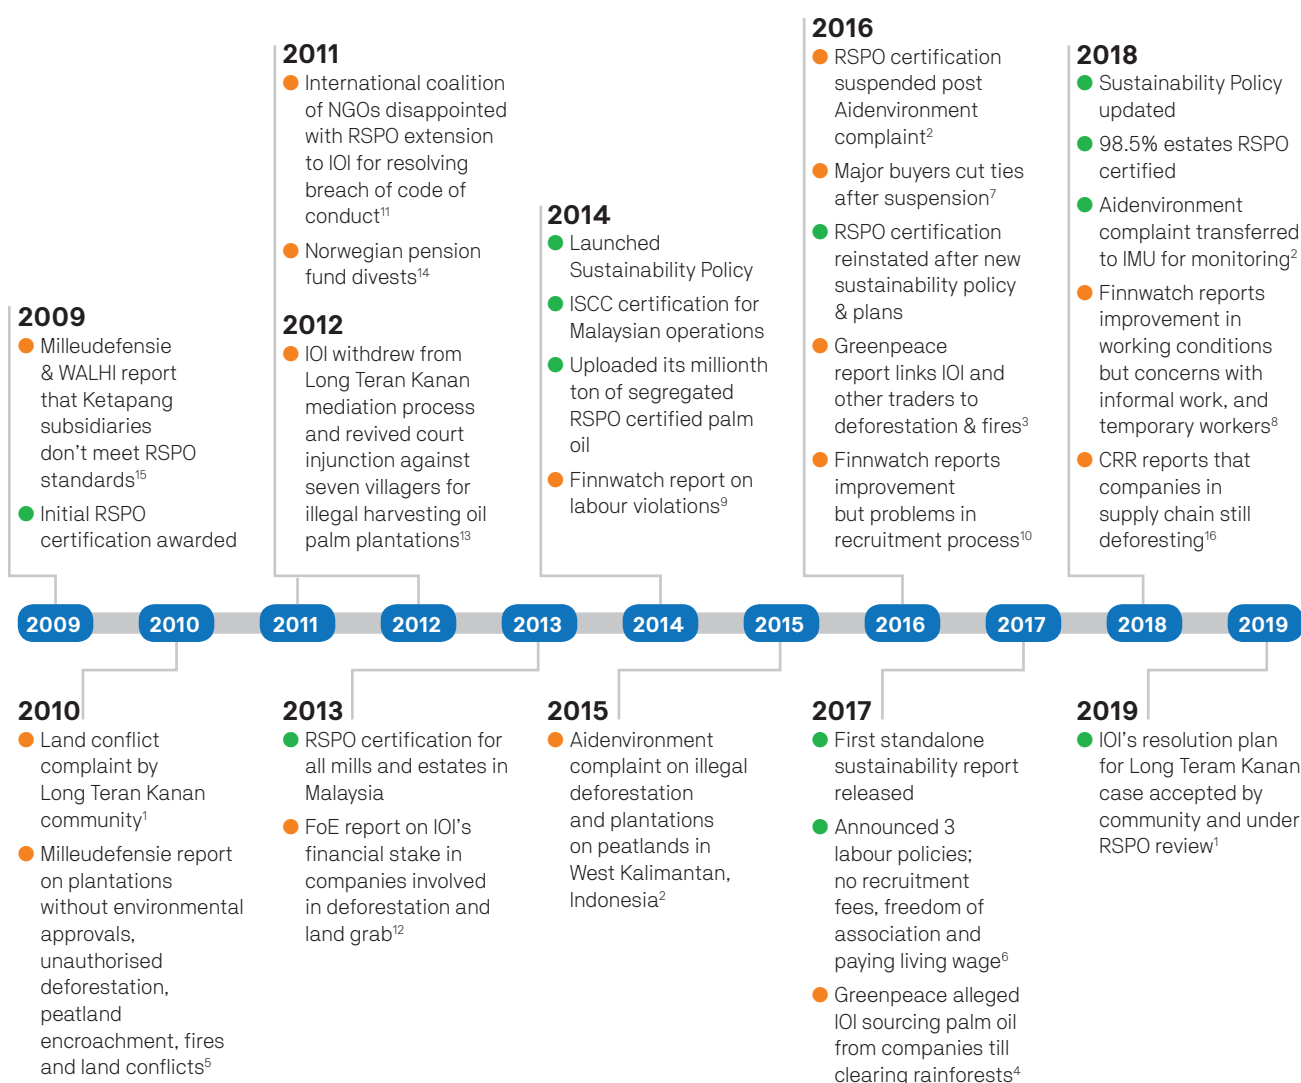 2009
Milleudefensie
& WALHI report
that Ketapang
subsidiaries
don’t meet RSPO
standards15
Initial RSPO
certification awarded
2011
International coalition
of NGOs disappointed
with RSPO extension
to IOI for resolving
breach of code of
conduct11
Norwegian pension
fund divests14
2012
IOI withdrew from
Long Teran Kanan
mediation process
and revived court
injunction against
seven villagers for
illegal harvesting oil
palm plantations13
2014
Launched
Sustainability Policy
ISCC certification for
Malaysian operations
Uploaded its millionth
ton of segregated
RSPO certified palm
oil
Finnwatch report on
labour violations9
2016
RSPO certification
suspended post
Aidenvironment
complaint2
Major buyers cut ties
after suspension7
RSPO certification
reinstated after new
sustainability policy
& plans
Greenpeace
report links IOI and
other traders to
deforestation & fires3
Finnwatch reports
improvement
but problems in
recruitment process10
2018
Sustainability Policy
updated
98.5% estates RSPO
certified
Aidenvironment
complaint transferred
to IMU for monitoring2
Finnwatch reports
improvement in
working conditions
but concerns with
informal work, and
temporary workers8
CRR reports that
companies in
supply chain still
deforesting16
2009 2010 2011 2012 2013 2014 2015 2016 2017 2018 2019
2010
Land conflict
complaint by
Long Teran Kanan
community1
Milleudefensie report
on plantations
without environmental
approvals,
unauthorised
deforestation,
peatland
encroachment, fires
and land conflicts5
2013
RSPO certification for
all mills and estates in
Malaysia
FoE report on IOI’s
financial stake in
companies involved
in deforestation and
land grab12
2015
Aidenvironment
complaint on illegal
deforestation
and plantations
on peatlands in
West Kalimantan,
Indonesia2
2017
First standalone
sustainability report
released
Announced 3
labour policies;
no recruitment
fees, freedom of
association and
paying living wage6
Greenpeace alleged
IOI sourcing palm oil
from companies till
clearing rainforests4
2019
IOI’s resolution plan
for Long Teram Kanan
case accepted by
community and under
RSPO review1